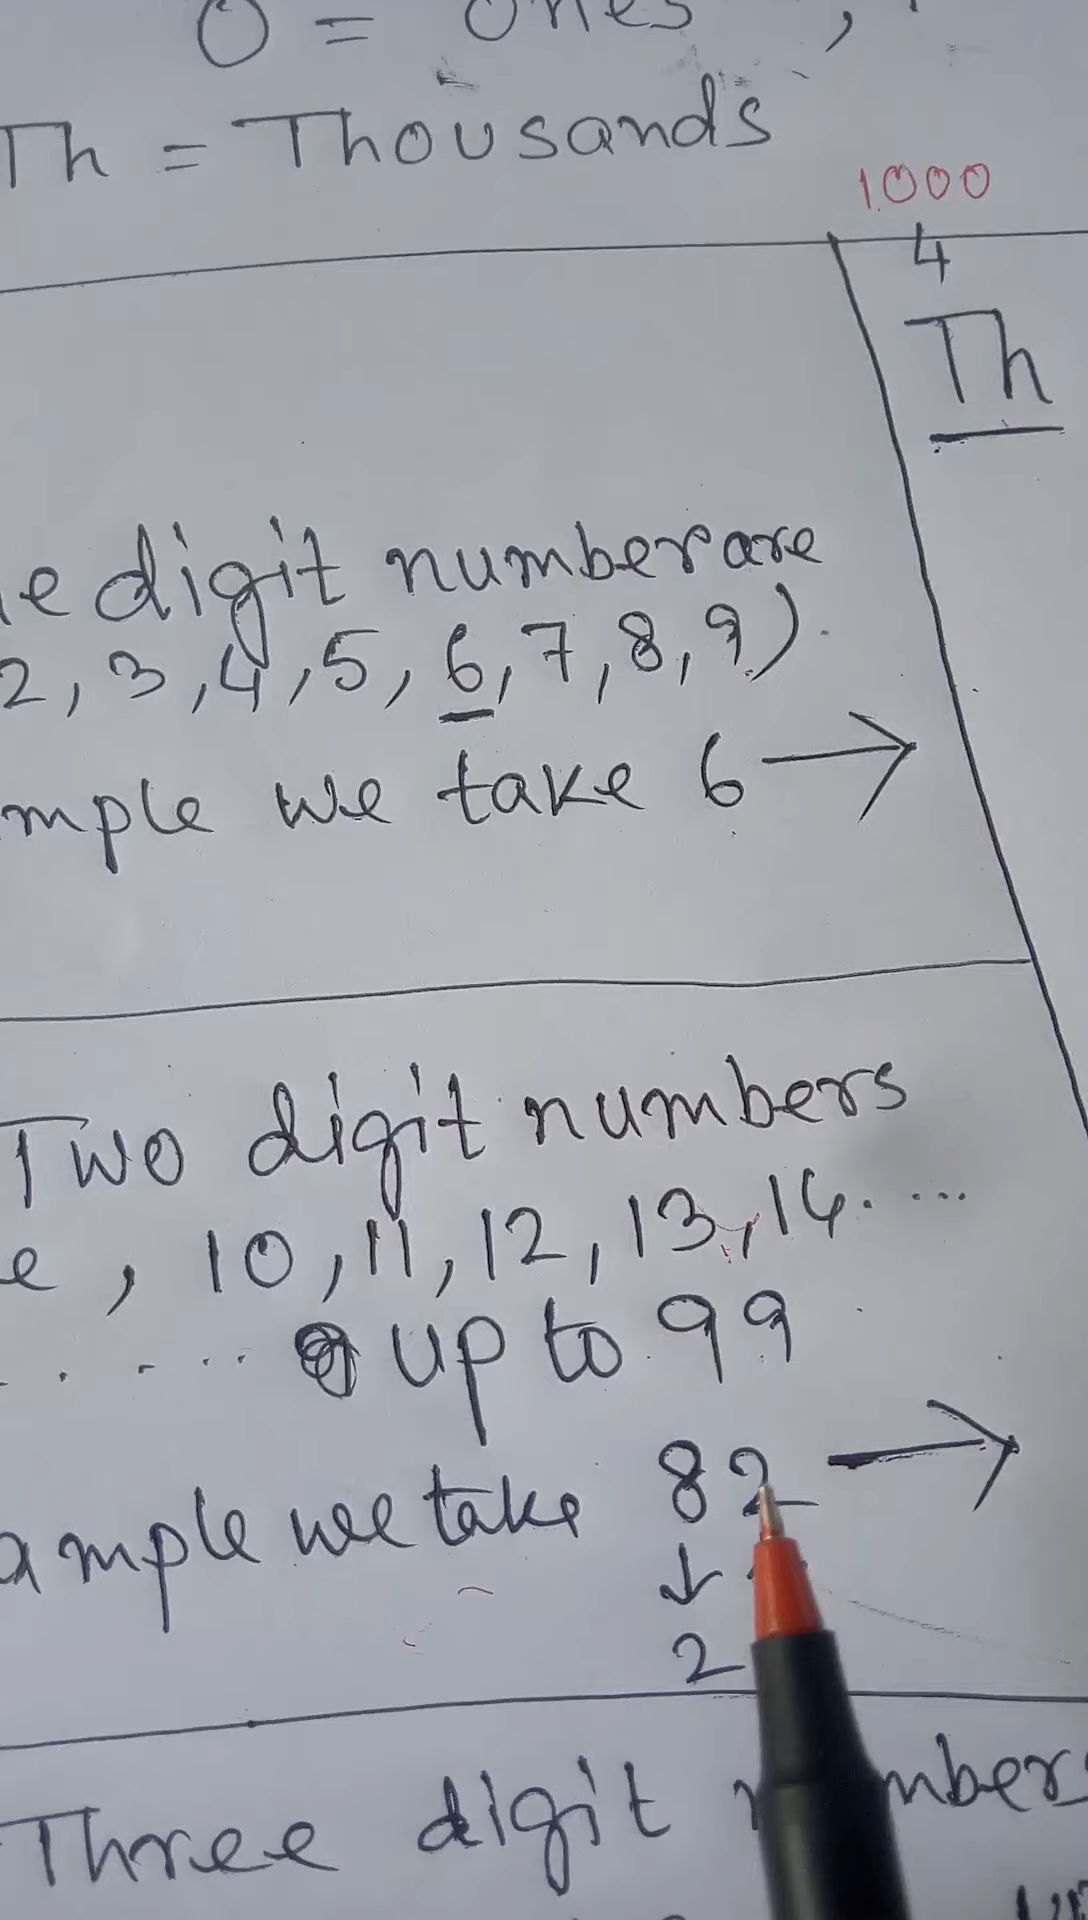 O = Ones ,
Th = Thousands
1000
4
Th
e digit number are
2, 3, 4, 5, 6, 7, 8, 9)
mple we take 6 →
Two digit numbers
e , 10, 11, 12, 13, 14. ...
. . ... up to 99
ample we take 82 →
↓
2
Three digit numbers